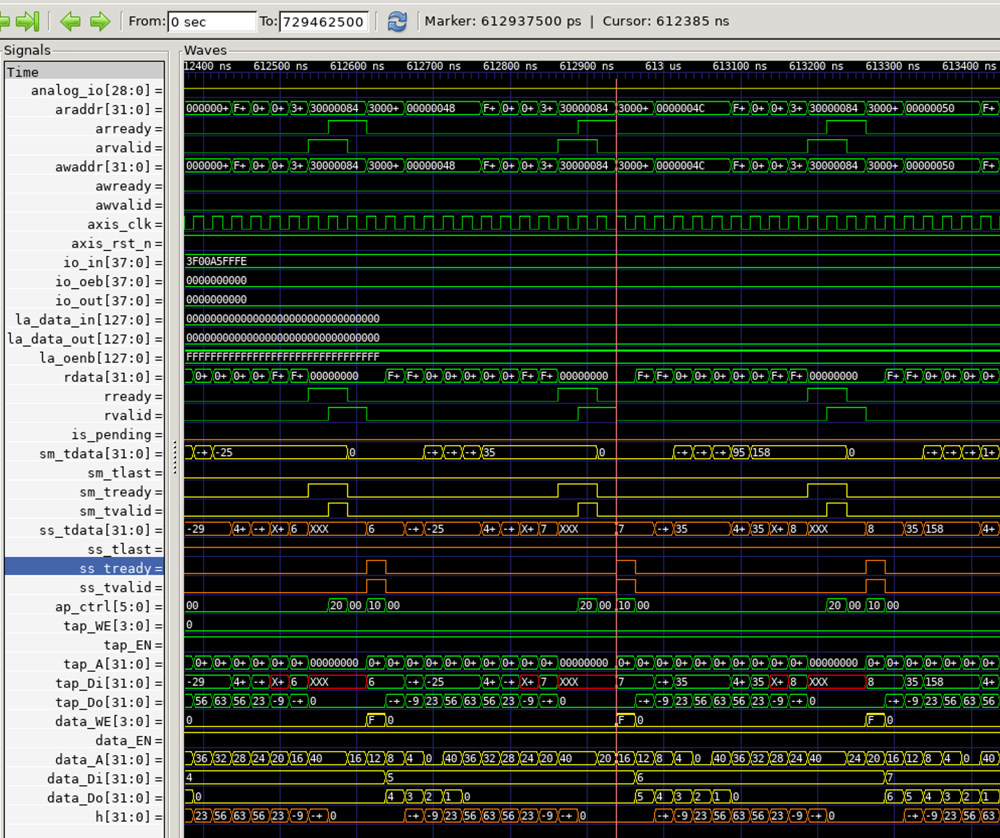 From: 0 sec To: 729462500 Marker: 612937500 ps | Cursor: 612385 ns
Signals Waves
Time 12400 ns 612500 ns 612600 ns 612700 ns 612800 ns 612900 ns 613 us 613100 ns 613200 ns 613300 ns 613400 ns
analog_io[28:0] =
araddr[31:0] = 000000+ F+ 0+ 0+ 3+ 30000084 3000+ 00000048 F+ 0+ 0+ 3+ 30000084 3000+ 0000004C F+ 0+ 0+ 3+ 30000084 3000+ 00000050 F+
arready =
arvalid =
awaddr[31:0] = 000000+ F+ 0+ 0+ 3+ 30000084 3000+ 00000048 F+ 0+ 0+ 3+ 30000084 3000+ 0000004C F+ 0+ 0+ 3+ 30000084 3000+ 00000050 F+
awready =
awvalid =
axis_clk =
axis_rst_n =
io_in[37:0] = 3F00A5FFFE
io_oeb[37:0] = 0000000000
io_out[37:0] = 0000000000
la_data_in[127:0] = 00000000000000000000000000000000
la_data_out[127:0] = 00000000000000000000000000000000
la_oenb[127:0] = FFFFFFFFFFFFFFFFFFFFFFFFFFFFFFFF
rdata[31:0] = 0+ 0+ 0+ 0+ F+ F+ 00000000 F+ F+ 0+ 0+ 0+ 0+ 0+ F+ F+ 00000000 F+ F+ 0+ 0+ 0+ 0+ 0+ F+ F+ 00000000 F+ F+ 0+ 0+ 0+ 0+
rready =
rvalid =
is_pending =
sm_tdata[31:0] = -+ -25 0 -+ -+ -+ 35 0 -+ -+ -+ 95 158 0 -+ -+ -+ 1+
sm_tlast =
sm_tready =
sm_tvalid =
ss_tdata[31:0] = -29 4+ -+ X+ 6 XXX 6 -+ -25 4+ -+ X+ 7 XXX 7 -+ 35 4+ 35 X+ 8 XXX 8 35 158 4+
ss_tlast =
ss_tready =
ss_tvalid =
ap_ctrl[5:0] = 00 20 00 10 00 20 00 10 00 20 00 10 00
tap_WE[3:0] = 0
tap_EN =
tap_A[31:0] = 0+ 0+ 0+ 0+ 0+ 0+ 00000000 0+ 0+ 0+ 0+ 0+ 0+ 0+ 0+ 0+ 0+ 00000000 0+ 0+ 0+ 0+ 0+ 0+ 0+ 0+ 0+ 0+ 00000000 0+ 0+ 0+ 0+ 0+ 0+ 0+
tap_Di[31:0] = -29 4+ -+ X+ 6 XXX 6 -+ -25 4+ -+ X+ 7 XXX 7 -+ 35 4+ 35 X+ 8 XXX 8 35 158 4+
tap_Do[31:0] = 56 63 56 23 -9 -+ 0 -+ -9 23 56 63 56 23 -9 -+ 0 -+ -9 23 56 63 56 23 -9 -+ 0 -+ -9 23 56 63 56
data_WE[3:0] = 0 F 0 F 0 F 0
data_EN =
data_A[31:0] = 36 32 28 24 20 16 40 16 12 8 4 0 40 36 32 28 24 20 40 20 16 12 8 4 0 40 36 32 28 24 40 24 20 16 12 8 4 0 40
data_Di[31:0] = 4 5 6 7
data_Do[31:0] = 0 4 3 2 1 0 5 4 3 2 1 0 6 5 4 3 2 1
h[31:0] = 23 56 63 56 23 -9 -+ 0 -+ -9 23 56 63 56 23 -9 -+ 0 -+ -9 23 56 63 56 23 -9 -+ 0 -+ -9 23 56 63